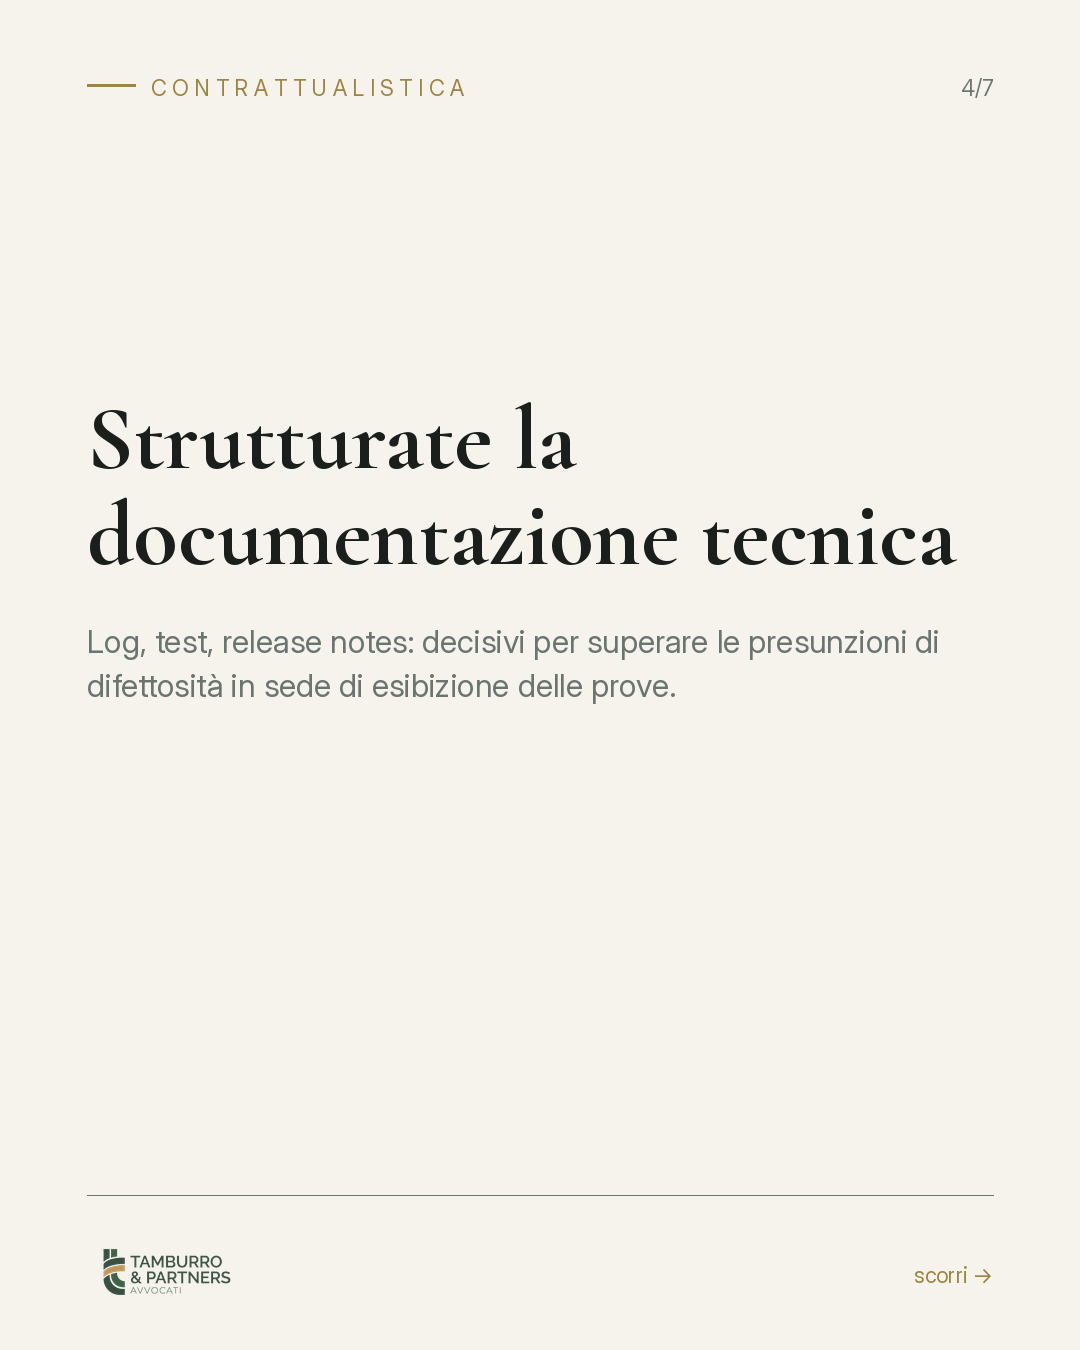 CONTRATTUALISTICA
4/7
Strutturate la
documentazione tecnica
Log, test, release notes: decisivi per superare le presunzioni di
difettosità in sede di esibizione delle prove.
TAMBURRO
& PARTNERS
AVVOCATI
scorri →